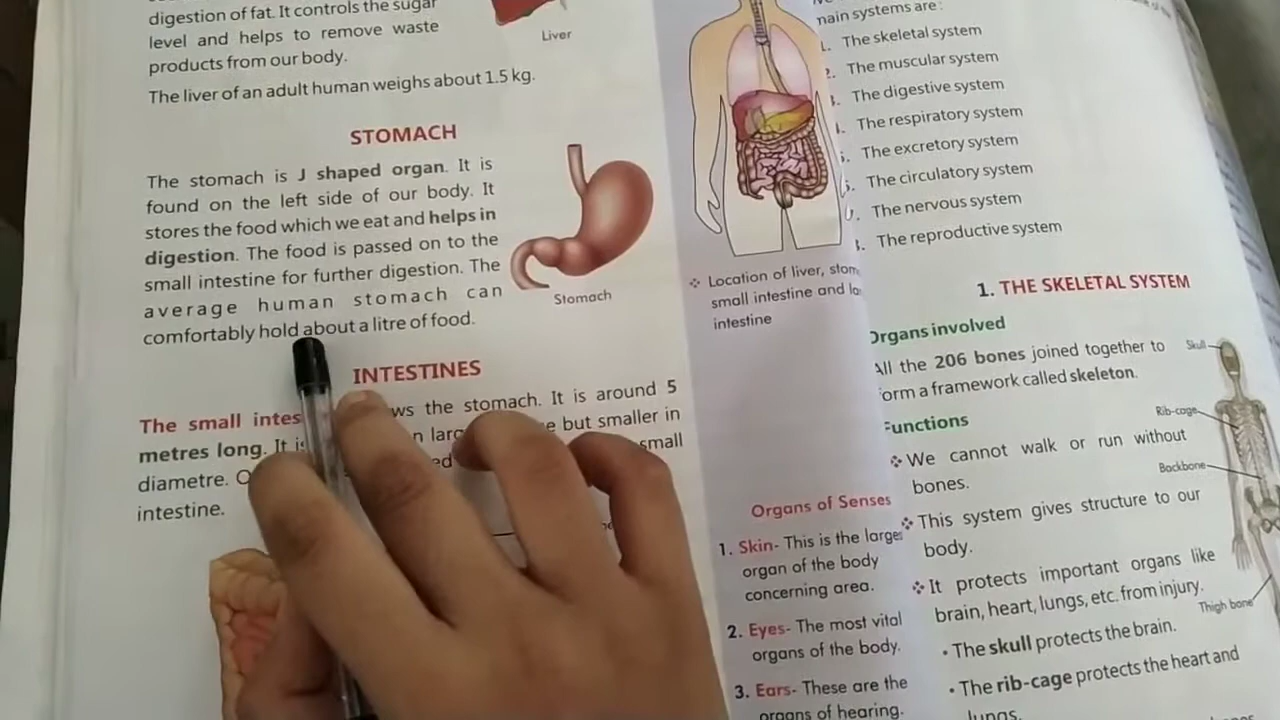 digestion of fat. It controls the sugar
level and helps to remove waste
products from our body.
The liver of an adult human weighs about 1.5 kg.
Liver
STOMACH
The stomach is J shaped organ. It is
found on the left side of our body. It
stores the food which we eat and helps in
digestion. The food is passed on to the
small intestine for further digestion. The
average human stomach can
comfortably hold about a litre of food.
Stomach
INTESTINES
The small intes ws the stomach. It is around 5
metres long. It is but smaller in
diametre. small
intestine.
Location of liver, stom
small intestine and la
intestine
Organs of Senses
1. Skin- This is the larges
organ of the body
concerning area.
2. Eyes- The most vital
organs of the body.
3. Ears- These are the
organs of hearing.
main systems are:
The skeletal system
The muscular system
The digestive system
The respiratory system
The excretory system
The circulatory system
The nervous system
The reproductive system
1. THE SKELETAL SYSTEM
Organs involved
All the 206 bones joined together to
form a framework called skeleton.
Functions
We cannot walk or run without
bones.
This system gives structure to our
body.
It protects important organs like
brain, heart, lungs, etc. from injury.
• The skull protects the brain.
• The rib-cage protects the heart and
lungs.
Skull
Rib-cage
Backbone
Thigh bone